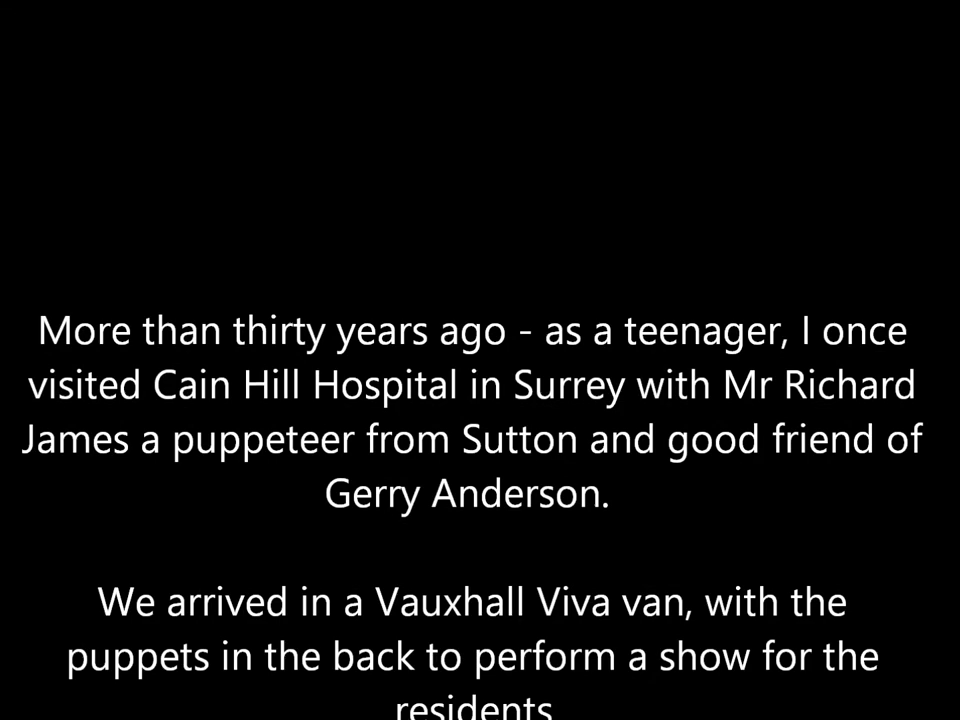 More than thirty years ago - as a teenager, I once
visited Cain Hill Hospital in Surrey with Mr Richard
James a puppeteer from Sutton and good friend of
Gerry Anderson.
We arrived in a Vauxhall Viva van, with the
puppets in the back to perform a show for the
residents